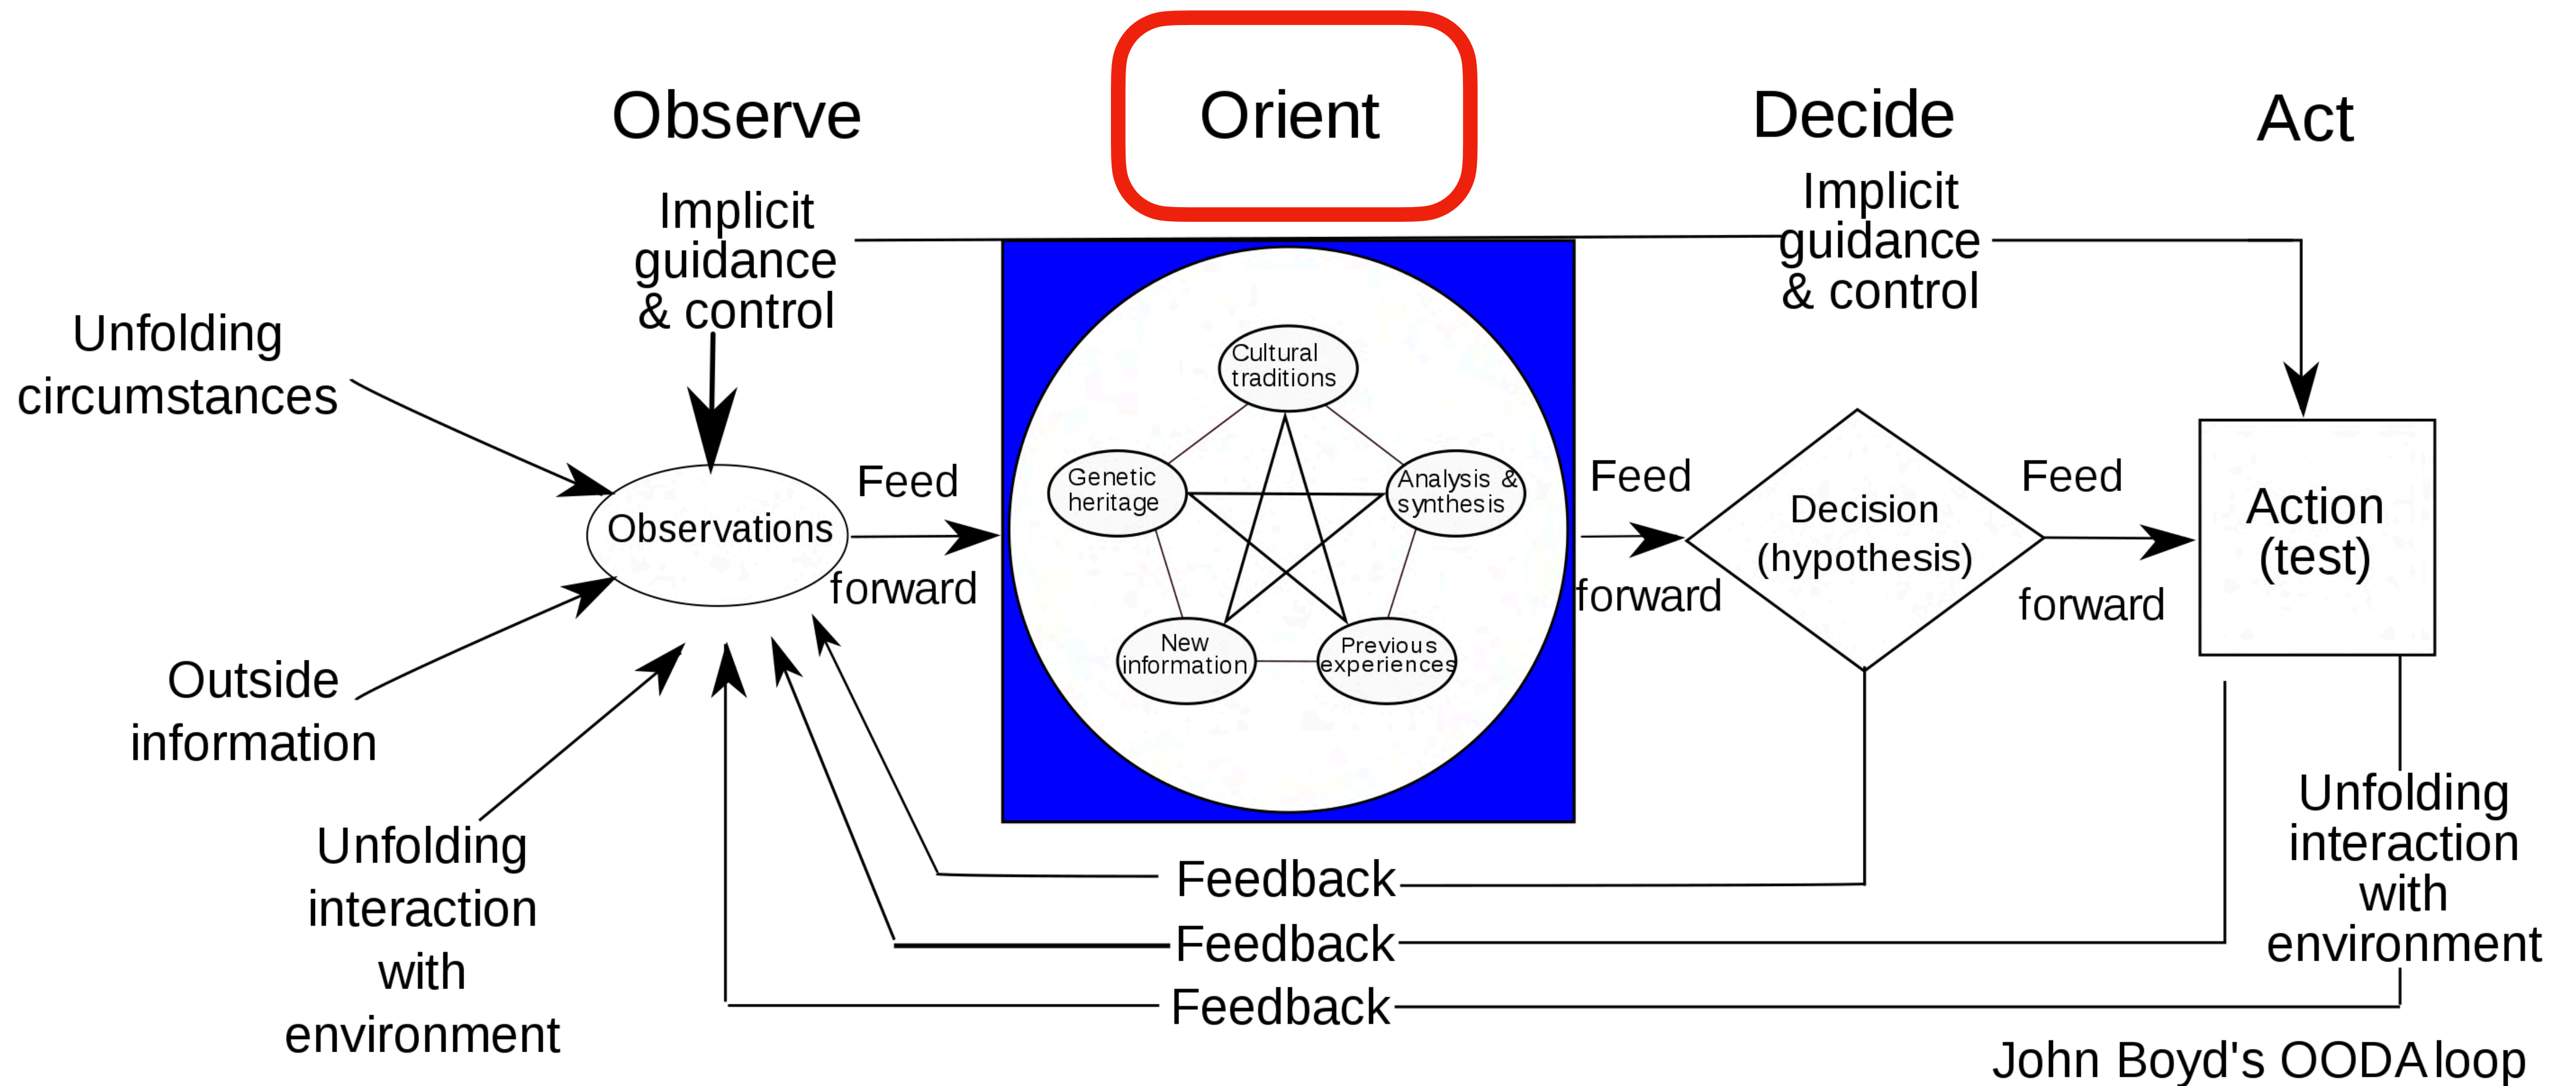 Observe
Orient
Decide
Act
Implicit
guidance
& control
Implicit
guidance
& control
Unfolding
circumstances
Observations
Outside
information
Unfolding
interaction
with
environment
Feed
forward
Cultural
traditions
Genetic
heritage
Analysis &
synthesis
New
information
Previous
experiences
Feed
forward
Decision
(hypothesis)
Feed
forward
Action
(test)
Unfolding
interaction
with
environment
Feedback
Feedback
Feedback
John Boyd's OODA loop